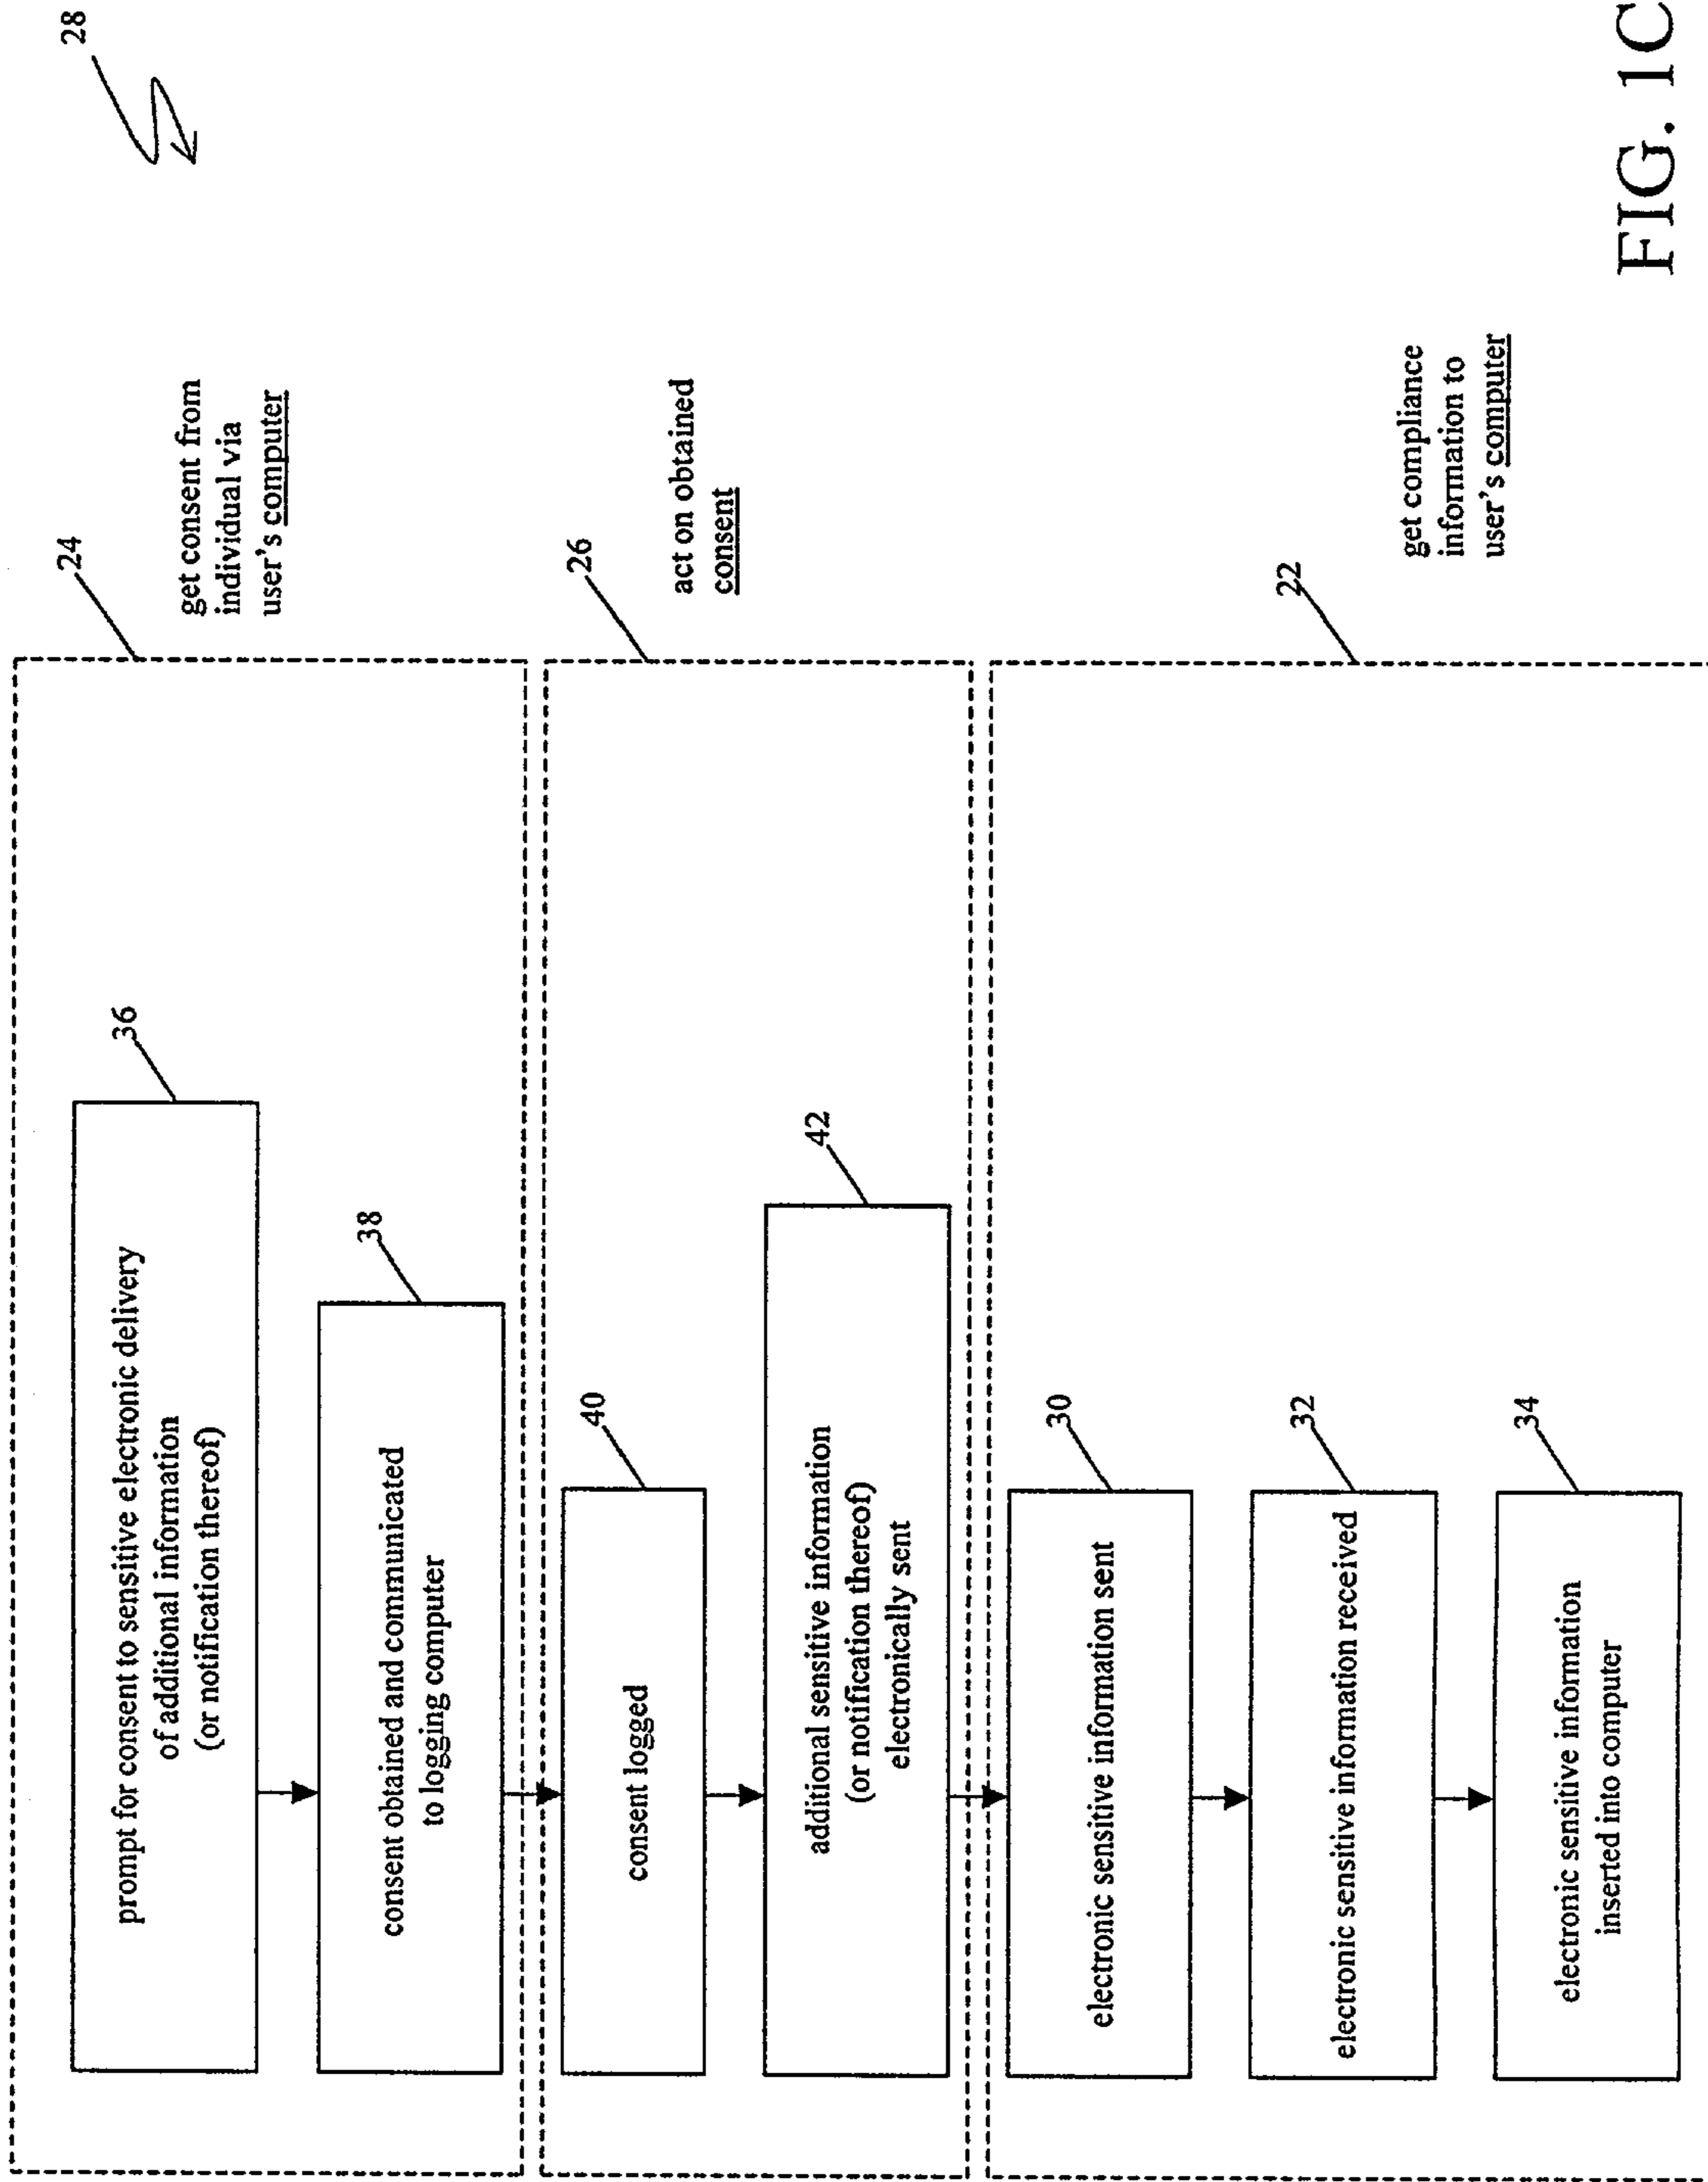 28
24
get consent from
individual via
user's computer
36
prompt for consent to sensitive electronic delivery
of additional information
(or notification thereof)
38
consent obtained and communicated
to logging computer
26
act on obtained
consent
40
consent logged
42
additional sensitive information
(or notification thereof)
electronically sent
22
get compliance
information to
user's computer
30
electronic sensitive information sent
32
electronic sensitive information received
34
electronic sensitive information
inserted into computer
FIG. 1C